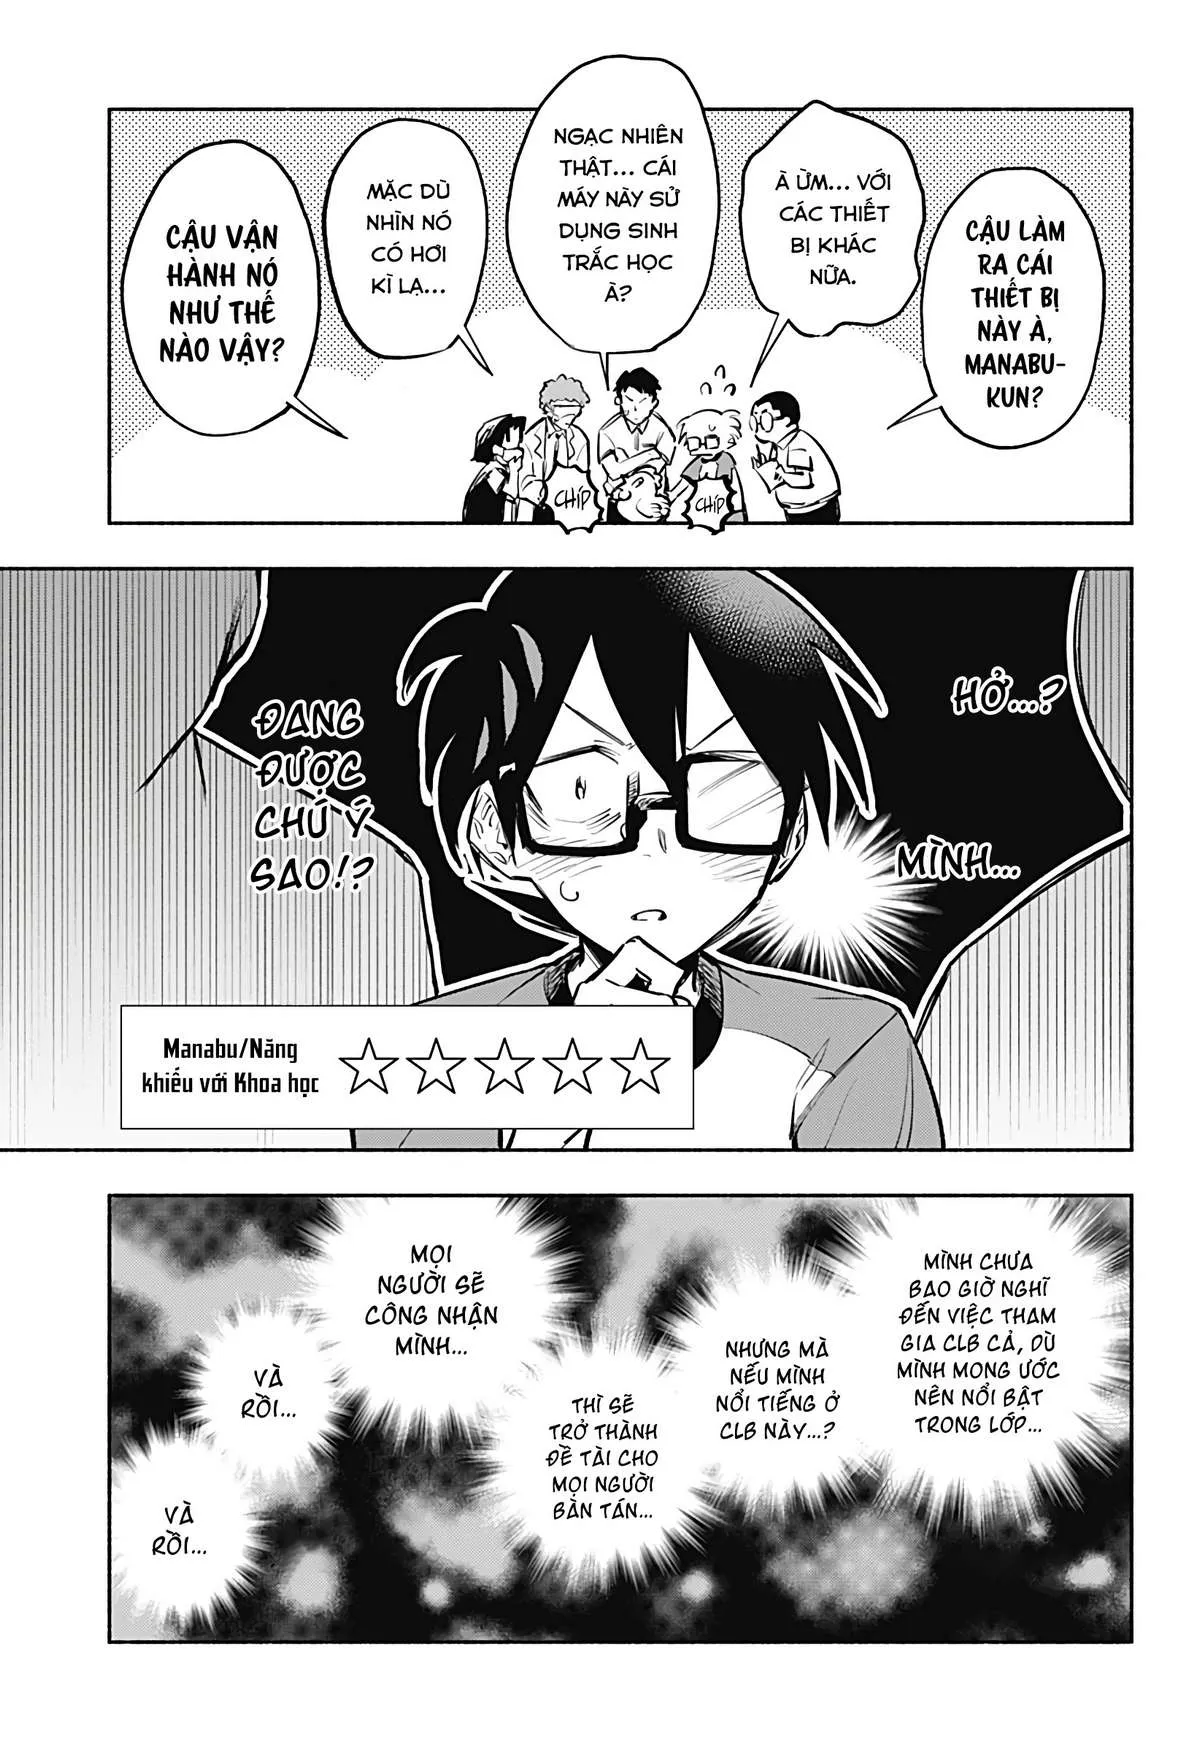 CẬU LÀM
RA CÁI
THIẾT BỊ
NÀY À,
MANABU-
KUN?
À ỪM... VỚI
CÁC THIẾT
BỊ KHÁC
NỮA.
NGẠC NHIÊN
THẬT... CÁI
MÁY NÀY SỬ
DỤNG SINH
TRẮC HỌC
À?
MẶC DÙ
NHÌN NÓ
CÓ HƠI
KÌ LẠ...
CẬU VẬN
HÀNH NÓ
NHƯ THẾ
NÀO VẬY?
CHÍP
CHÍP
HỞ...?
MÌNH...
ĐANG
ĐƯỢC
CHÚ Ý
SAO!?
Manabu/Năng
khiếu với Khoa học ☆☆☆☆☆
MÌNH CHƯA
BAO GIỜ NGHĨ
ĐẾN VIỆC THAM
GIA CLB CẢ, DÙ
MÌNH MONG ƯỚC
NÊN NỔI BẬT
TRONG LỚP...
NHƯNG MÀ
NẾU MÌNH
NỔI TIẾNG Ở
CLB NÀY...?
THÌ SẼ
TRỞ THÀNH
ĐỀ TÀI CHO
MỌI NGƯỜI
BÀN TÁN...
MỌI
NGƯỜI SẼ
CÔNG NHẬN
MÌNH...
VÀ
RỒI...
VÀ
RỒI...